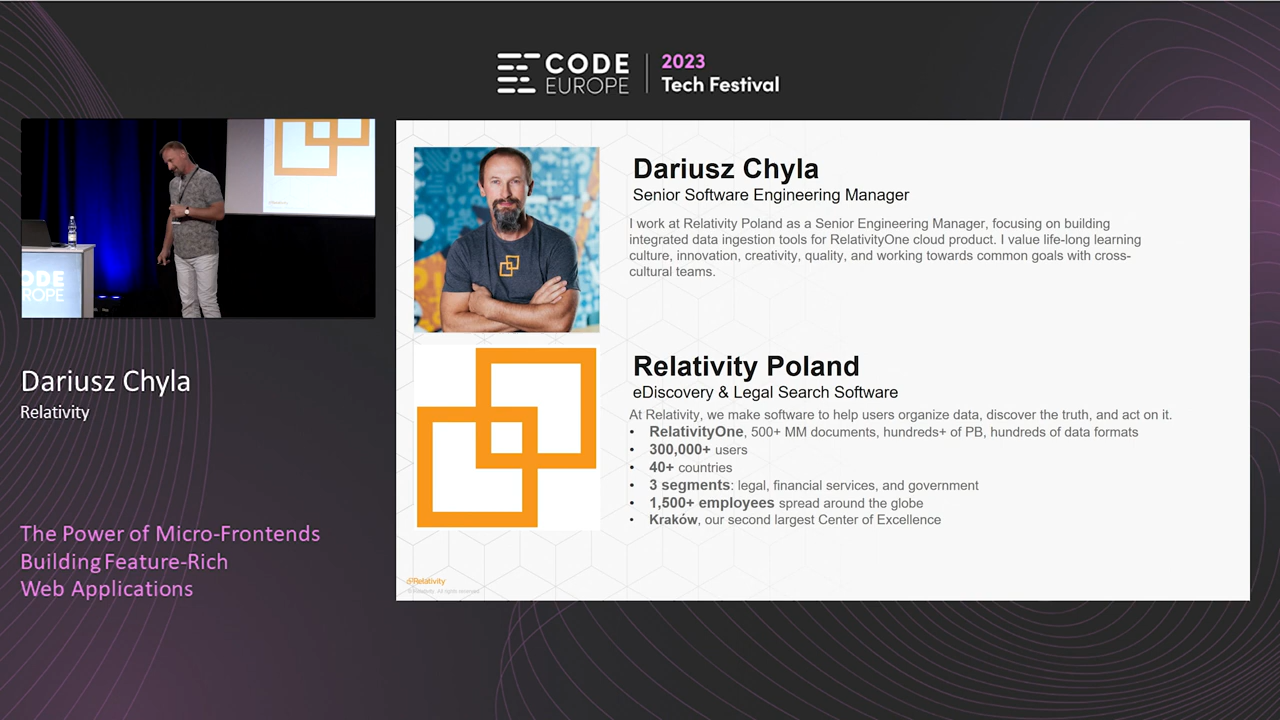 CODE
EUROPE
2023
Tech Festival
ODE
ROPE
Dariusz Chyla
Relativity
The Power of Micro-Frontends
Building Feature-Rich
Web Applications
Dariusz Chyla
Senior Software Engineering Manager
I work at Relativity Poland as a Senior Engineering Manager, focusing on building
integrated data ingestion tools for RelativityOne cloud product. I value life-long learning
culture, innovation, creativity, quality, and working towards common goals with cross-
cultural teams.
Relativity Poland
eDiscovery & Legal Search Software
At Relativity, we make software to help users organize data, discover the truth, and act on it.
• RelativityOne, 500+ MM documents, hundreds+ of PB, hundreds of data formats
• 300,000+ users
• 40+ countries
• 3 segments: legal, financial services, and government
• 1,500+ employees spread around the globe
• Kraków, our second largest Center of Excellence
Relativity
© Relativity. All rights reserved.